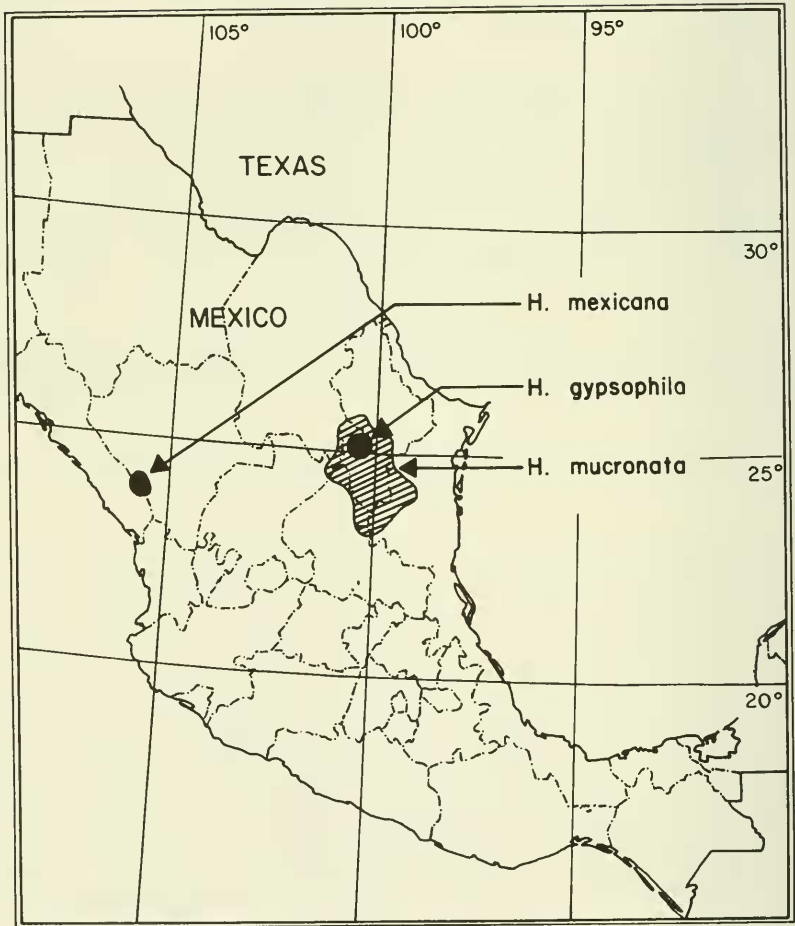 105°
100°
95°
TEXAS
30°
H. mexicana
MEXICO
H. gypsophila
H. mucronata
25°
20°